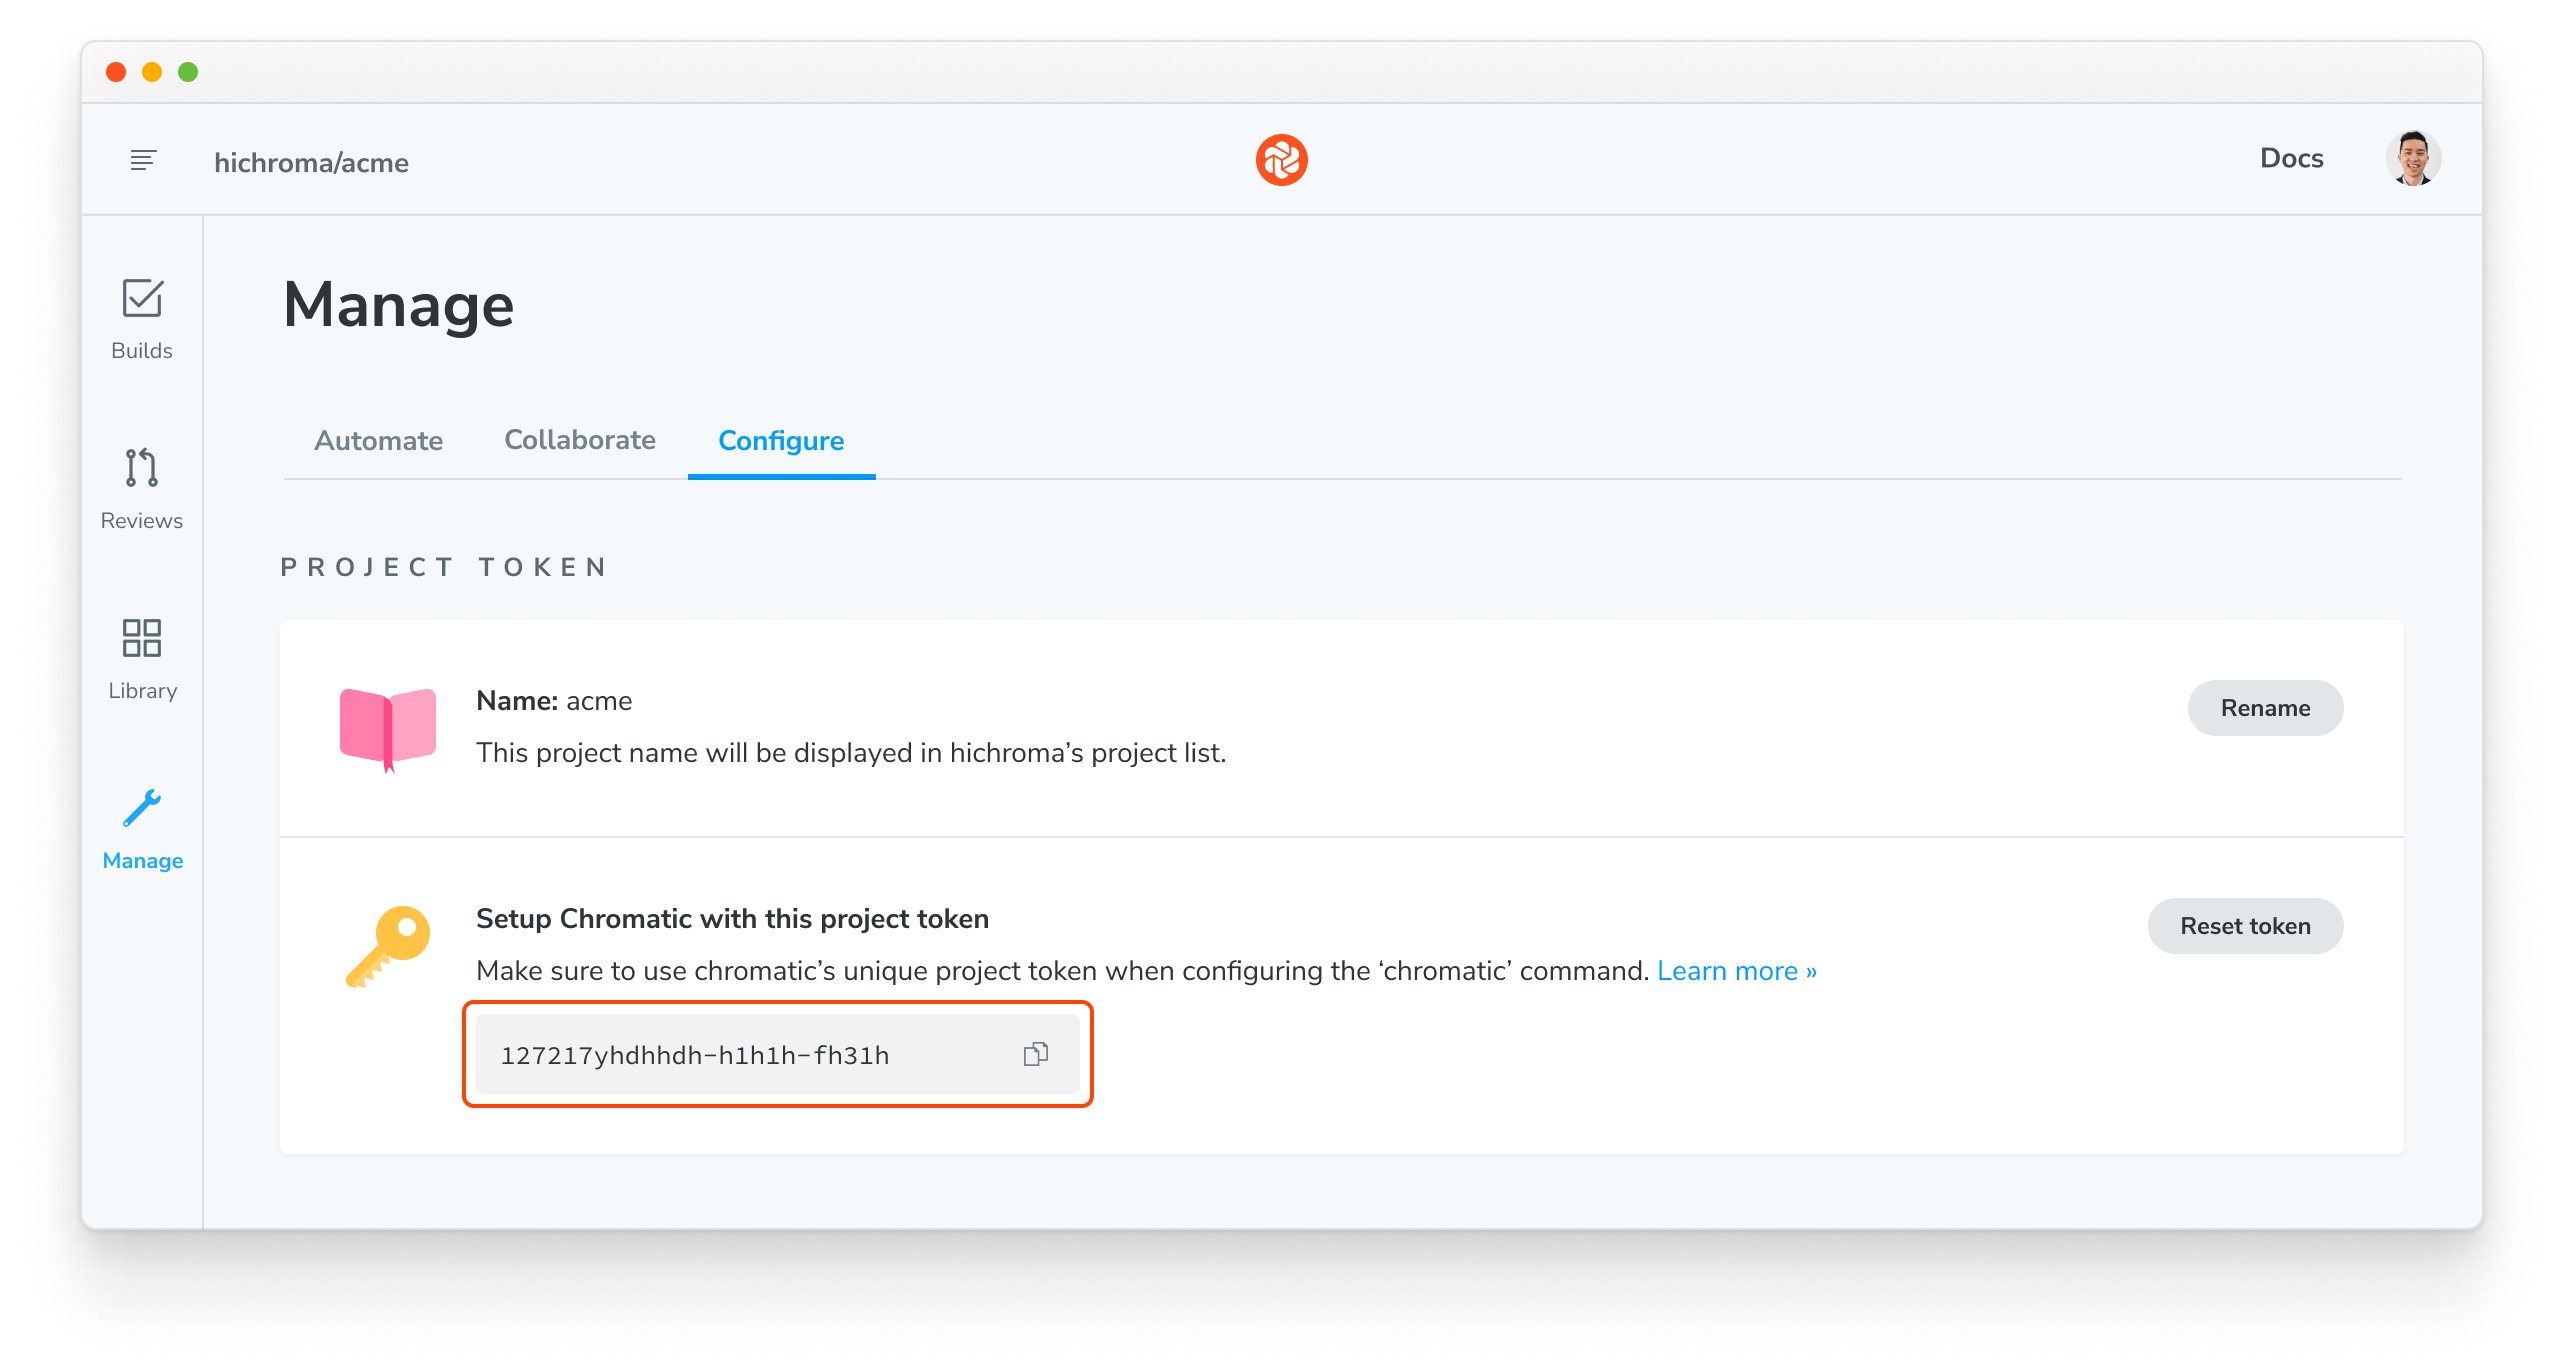 hichroma/acme
Docs
Builds
Reviews
Library
Manage
Manage
Automate Collaborate Configure
PROJECT TOKEN
Name: acme
This project name will be displayed in hichroma’s project list.
Rename
Setup Chromatic with this project token
Make sure to use chromatic’s unique project token when configuring the ‘chromatic’ command. Learn more »
127217yhdhhdh-h1h1h-fh31h
Reset token